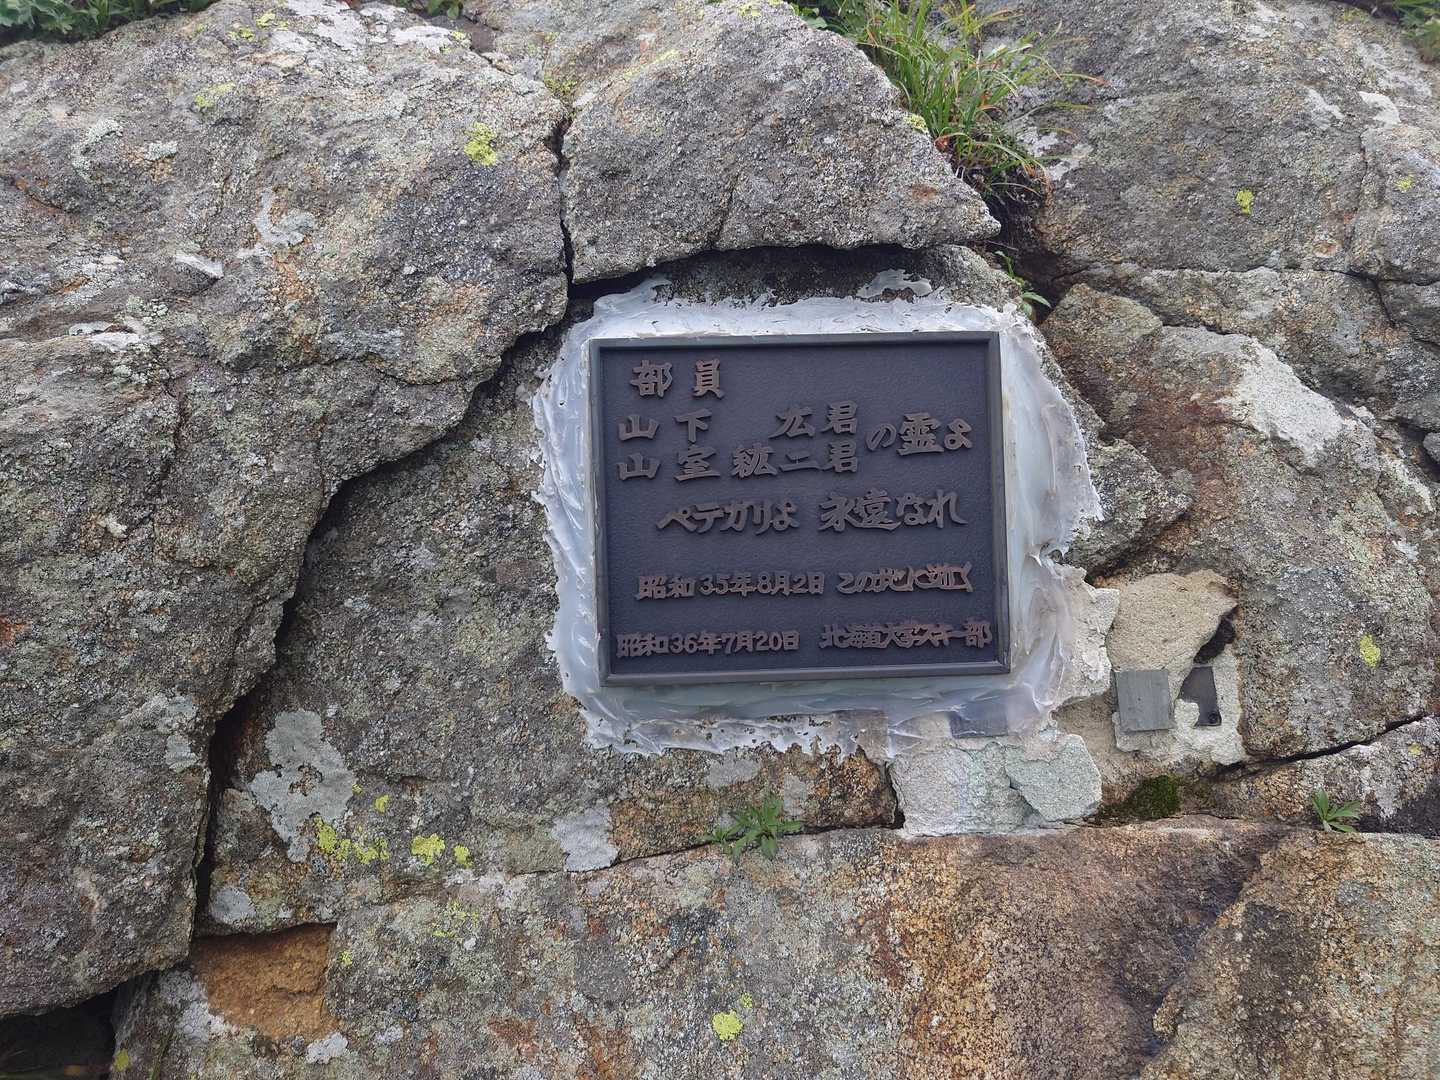 部員
山下 広君
山室紘二君の霊よ
ペテガリよ 永遠なれ
昭和35年8月2日 この地に逝く
昭和36年7月20日 北海道大学スキー部